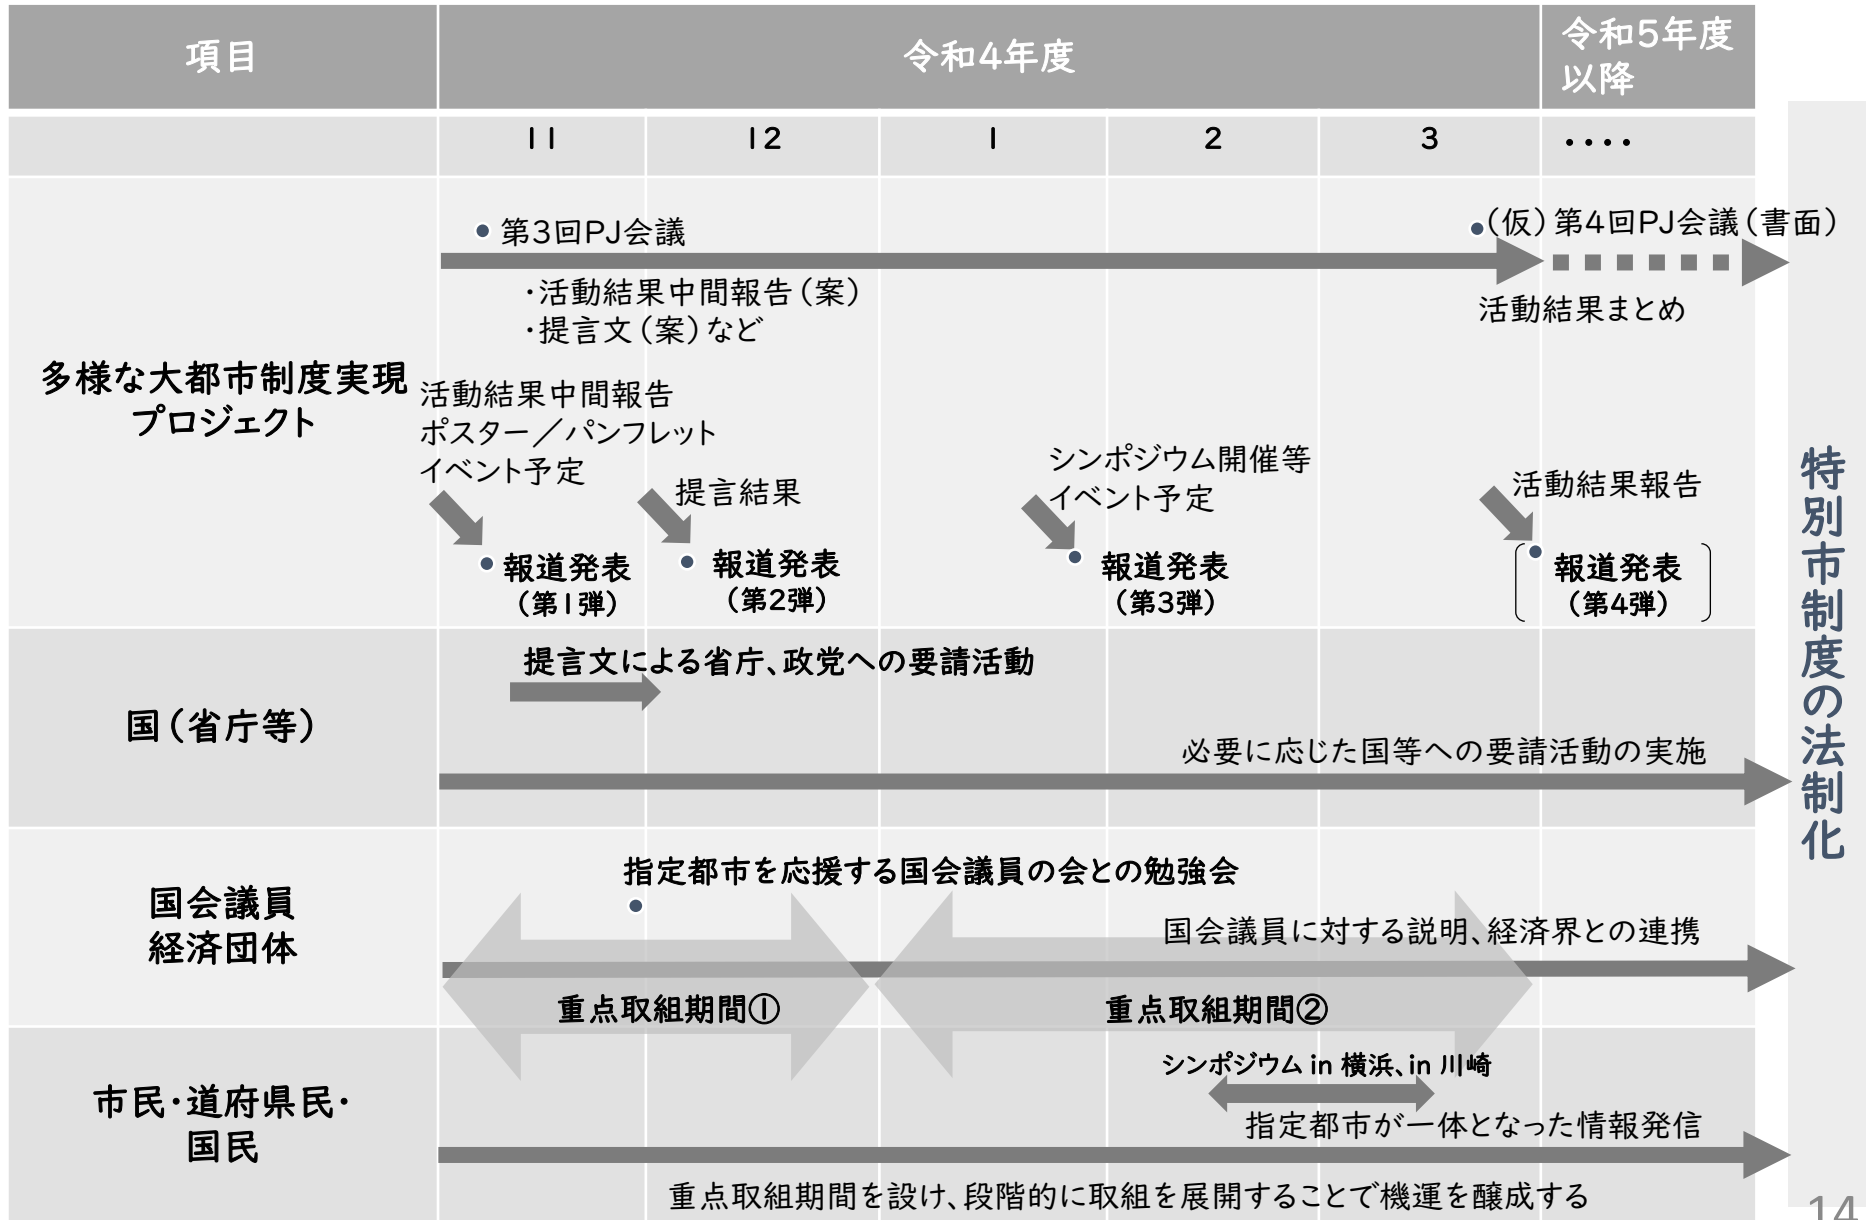 項目
令和4年度
令和5年度
以降
11
12
1
2
3
・・・・
多様な大都市制度実現
プロジェクト
第3回PJ会議
(仮)第4回PJ会議(書面)
・活動結果中間報告(案)
・提言文(案)など
活動結果まとめ
活動結果中間報告
ポスター/パンフレット
イベント予定
提言結果
シンポジウム開催等
イベント予定
活動結果報告
報道発表
(第1弾)
報道発表
(第2弾)
報道発表
(第3弾)
報道発表
(第4弾)
国(省庁等)
提言文による省庁、政党への要請活動
必要に応じた国等への要請活動の実施
国会議員
経済団体
指定都市を応援する国会議員の会との勉強会
国会議員に対する説明、経済界との連携
重点取組期間①
重点取組期間②
市民・道府県民・
国民
シンポジウム in 横浜、in 川崎
指定都市が一体となった情報発信
重点取組期間を設け、段階的に取組を展開することで機運を醸成する
特別市制度の法制化
14